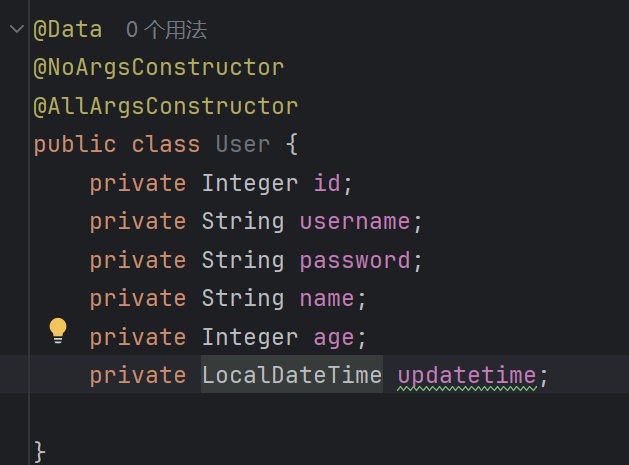 @Data 0 个用法
@NoArgsConstructor
@AllArgsConstructor
public class User {
private Integer id;
private String username;
private String password;
private String name;
private Integer age;
private LocalDateTime updatetime;
}